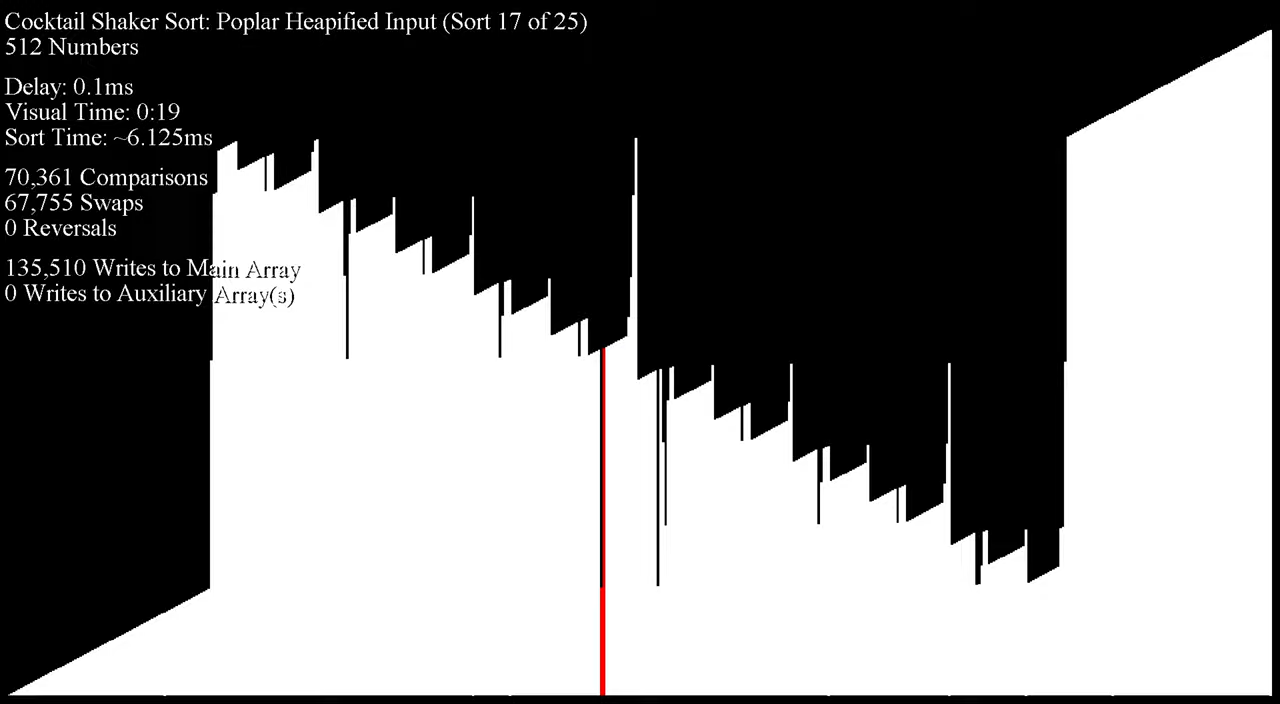 Cocktail Shaker Sort: Poplar Heapified Input (Sort 17 of 25)
512 Numbers
Delay: 0.1ms
Visual Time: 0:19
Sort Time: ~6.125ms
70,361 Comparisons
67,755 Swaps
0 Reversals
135,510 Writes to Main Array
0 Writes to Auxiliary Array(s)